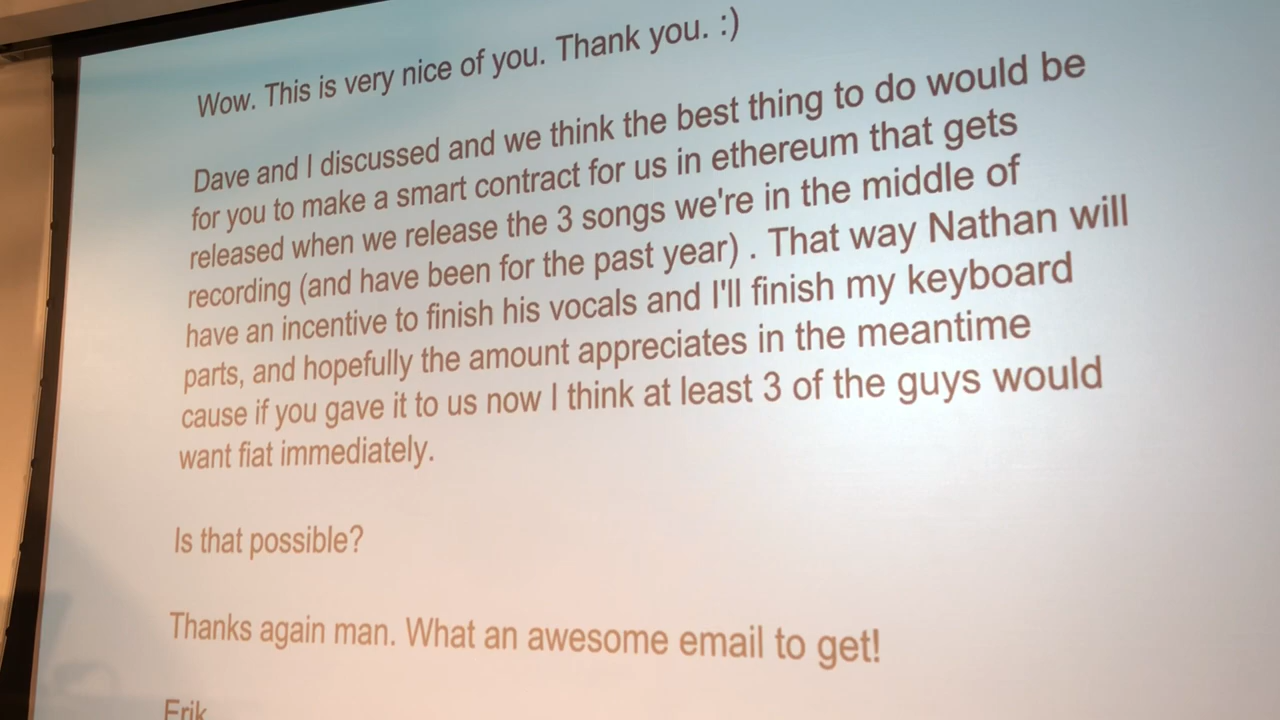 Wow. This is very nice of you. Thank you. :)
Dave and I discussed and we think the best thing to do would be
for you to make a smart contract for us in ethereum that gets
released when we release the 3 songs we're in the middle of
recording (and have been for the past year) . That way Nathan will
have an incentive to finish his vocals and I'll finish my keyboard
parts, and hopefully the amount appreciates in the meantime
cause if you gave it to us now I think at least 3 of the guys would
want fiat immediately.
Is that possible?
Thanks again man. What an awesome email to get!
Erik